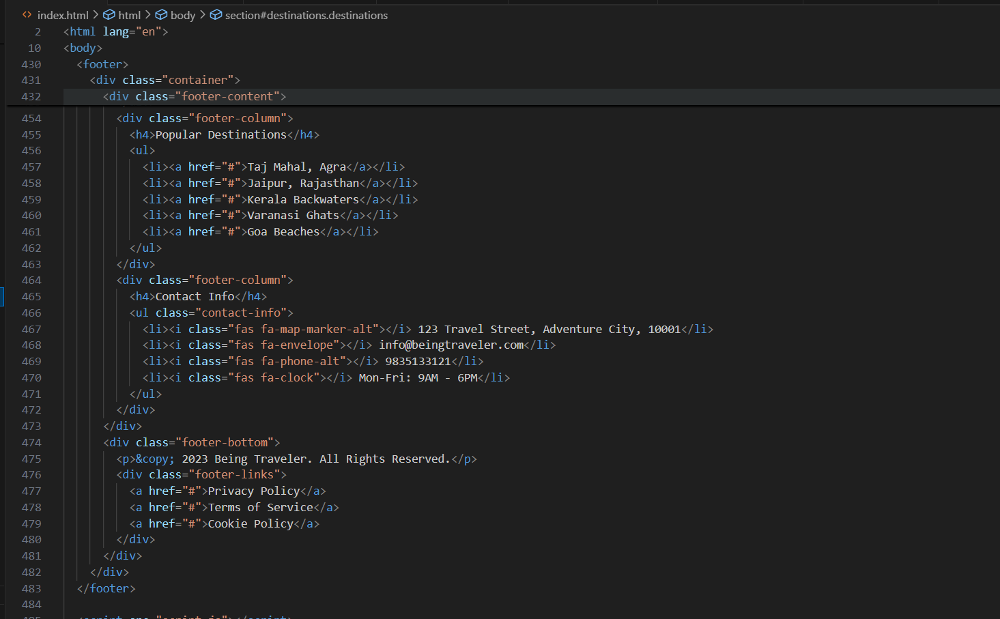 index.html > html > body > section#destinations.destinations
2 <html lang="en">
10 <body>
430 <footer>
431 <div class="container">
432 <div class="footer-content">
454 <div class="footer-column">
455 <h4>Popular Destinations</h4>
456 <ul>
457 <li><a href="#">Taj Mahal, Agra</a></li>
458 <li><a href="#">Jaipur, Rajasthan</a></li>
459 <li><a href="#">Kerala Backwaters</a></li>
460 <li><a href="#">Varanasi Ghats</a></li>
461 <li><a href="#">Goa Beaches</a></li>
462 </ul>
463 </div>
464 <div class="footer-column">
465 <h4>Contact Info</h4>
466 <ul class="contact-info">
467 <li><i class="fas fa-map-marker-alt"></i> 123 Travel Street, Adventure City, 10001</li>
468 <li><i class="fas fa-envelope"></i> info@beingtraveler.com</li>
469 <li><i class="fas fa-phone-alt"></i> 9835133121</li>
470 <li><i class="fas fa-clock"></i> Mon-Fri: 9AM - 6PM</li>
471 </ul>
472 </div>
473 </div>
474 <div class="footer-bottom">
475 <p>&copy; 2023 Being Traveler. All Rights Reserved.</p>
476 <div class="footer-links">
477 <a href="#">Privacy Policy</a>
478 <a href="#">Terms of Service</a>
479 <a href="#">Cookie Policy</a>
480 </div>
481 </div>
482 </div>
483 </footer>
484